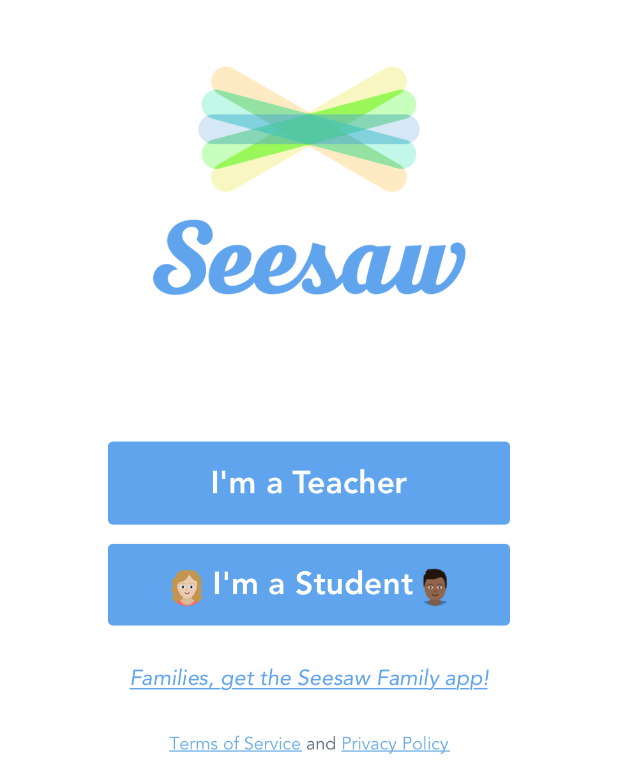 Seesaw
I'm a Teacher
I'm a Student
Families, get the Seesaw Family app!
Terms of Service and Privacy Policy